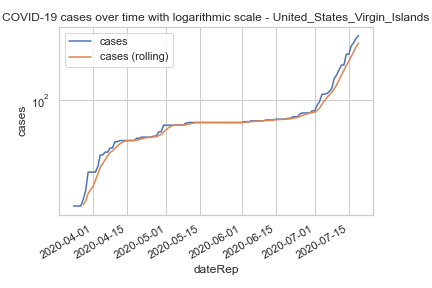 COVID-19 cases over time with logarithmic scale - United_States_Virgin_Islands
cases
cases (rolling)
10²
cases
2020-04-01
2020-04-15
2020-05-01
2020-05-15
2020-06-01
2020-06-15
2020-07-01
2020-07-15
dateRep